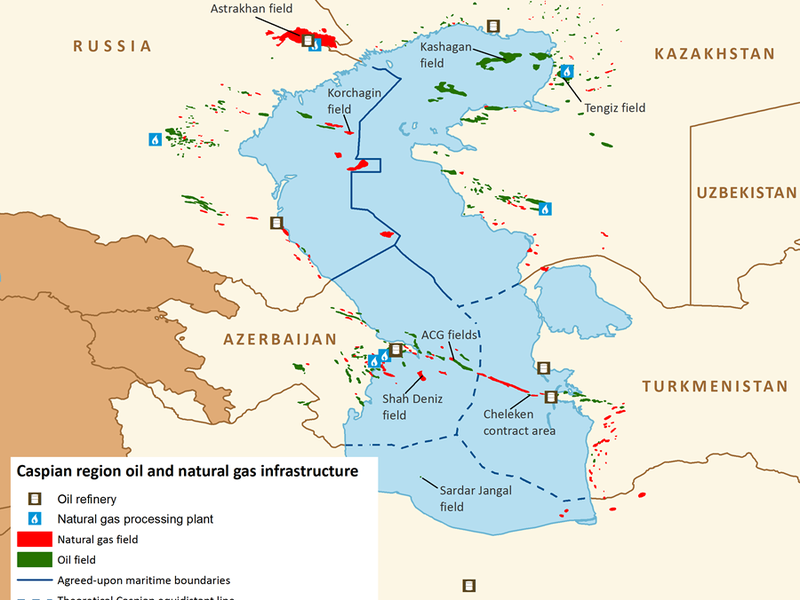 Astrakhan field
RUSSIA
Kashagan
field
KAZAKHSTAN
Korchagin
field
Tengiz field
UZBEKISTAN
AZERBAIJAN
ACG fields
Shah Deniz
field
Cheleken
contract area
TURKMENISTAN
Sardar Jangal
field
Caspian region oil and natural gas infrastructure
Oil refinery
Natural gas processing plant
Natural gas field
Oil field
Agreed-upon maritime boundaries
Theoretical Caspian equidistant line